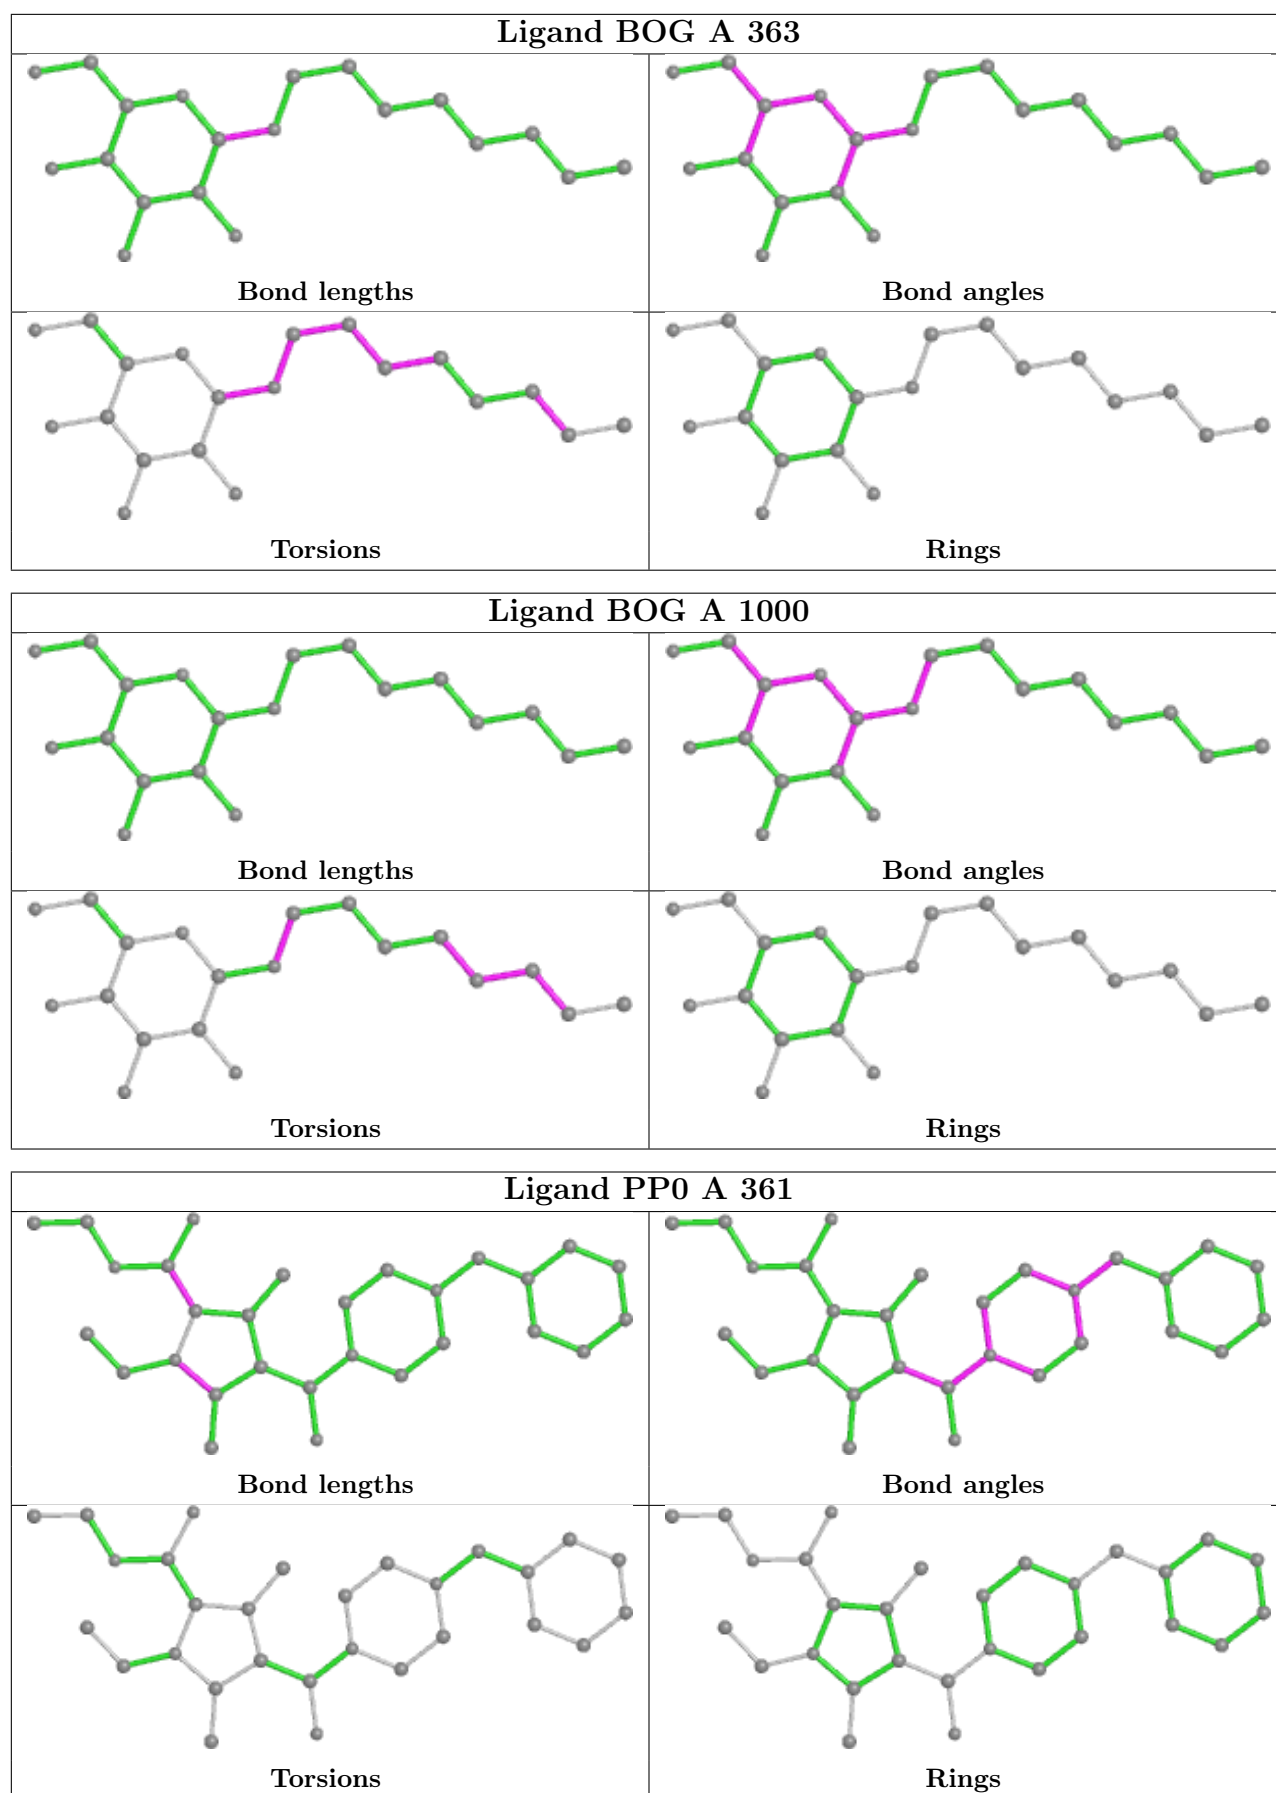 Ligand BOG A 363
Bond lengths
Bond angles
Torsions
Rings
Ligand BOG A 1000
Bond lengths
Bond angles
Torsions
Rings
Ligand PP0 A 361
Bond lengths
Bond angles
Torsions
Rings